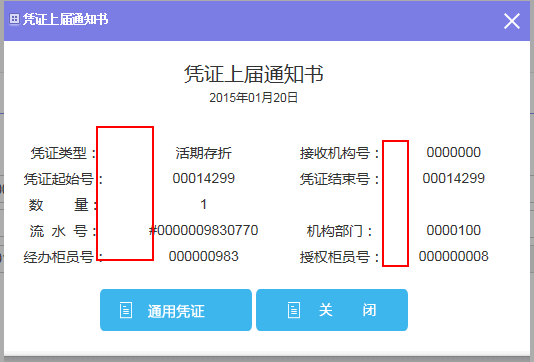 凭证上届通知书
凭证上届通知书
2015年01月20日
凭证类型： 活期存折 接收机构号： 0000000
凭证起始号： 00014299 凭证结束号： 00014299
数 量： 1
流 水 号： #0000009830770 机构部门： 0000100
经办柜员号： 000000983 授权柜员号： 000000008
通用凭证 关 闭